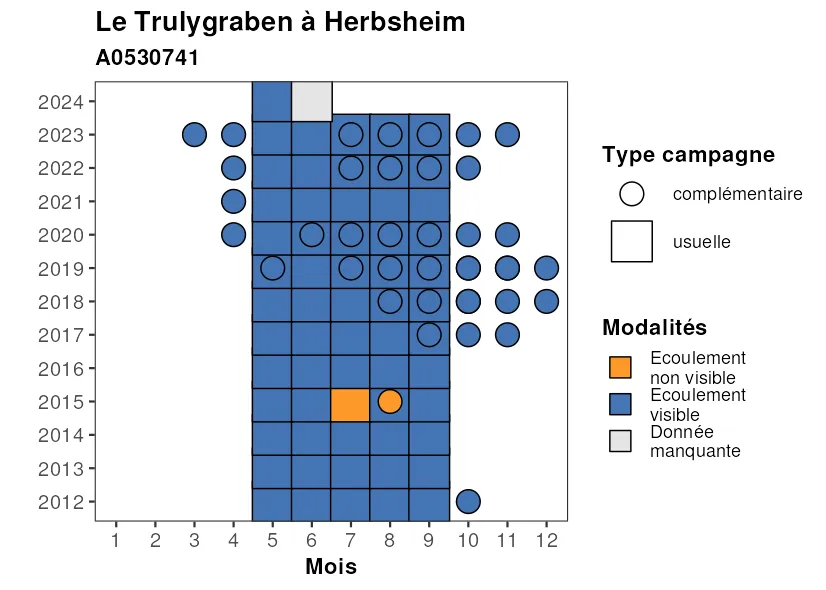 Le Trulygraben à Herbsheim
A0530741
2024
2023
2022
2021
2020
2019
2018
2017
2016
2015
2014
2013
2012
1 2 3 4 5 6 7 8 9 10 11 12
Mois
Type campagne
complémentaire
usuelle
Modalités
Ecoulement
non visible
Ecoulement
visible
Donnée
manquante